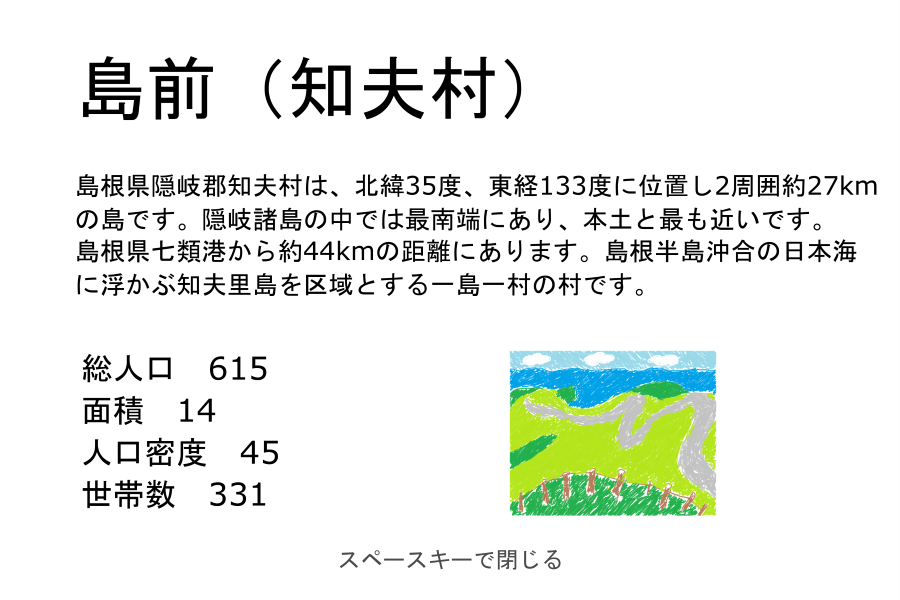 島前（知夫村）
島根県隠岐郡知夫村は、北緯35度、東経133度に位置し2周囲約27km
の島です。隠岐諸島の中では最南端にあり、本土と最も近いです。
島根県七類港から約44kmの距離にあります。島根半島沖合の日本海
に浮かぶ知夫里島を区域とする一島一村の村です。
総人口　615
面積　14
人口密度　45
世帯数　331
スペースキーで閉じる